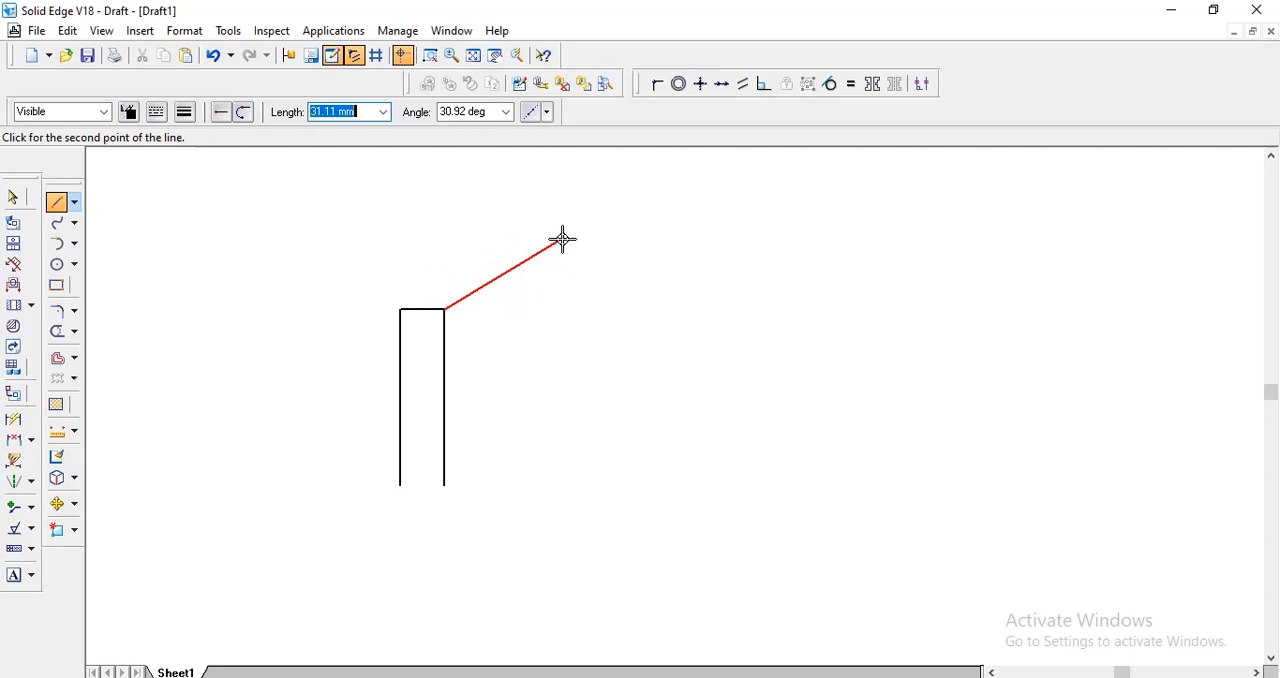 Solid Edge V18 - Draft - [Draft1]
File Edit View Insert Format Tools Inspect Applications Manage Window Help
Visible Length: 31.11 mm Angle: 30.92 deg
Click for the second point of the line.
A
Activate Windows
Go to Settings to activate Windows.
Sheet1